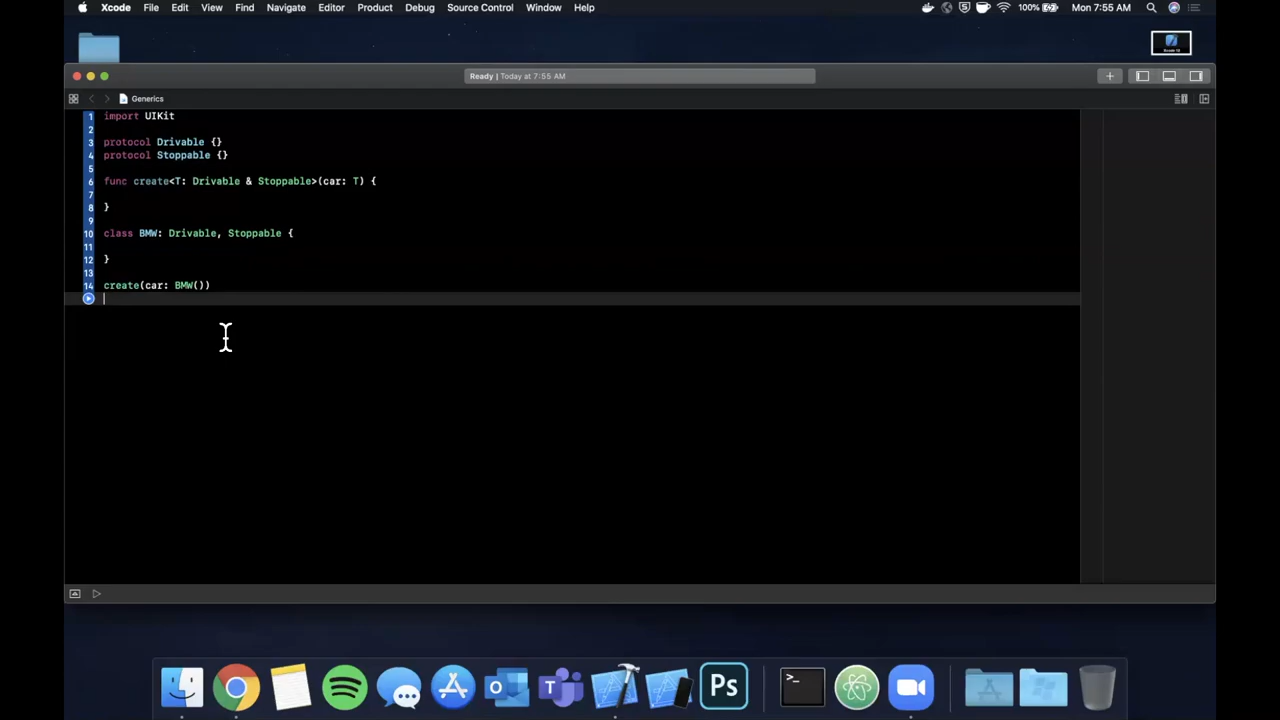 Xcode File Edit View Find Navigate Editor Product Debug Source Control Window Help 100% Mon 7:55 AM
Ready | Today at 7:55 AM
Generics
1 import UIKit
2
3 protocol Drivable {}
4 protocol Stoppable {}
5
6 func create<T: Drivable & Stoppable>(car: T) {
7
8 }
9
10 class BMW: Drivable, Stoppable {
11
12 }
13
14 create(car: BMW())
Ps